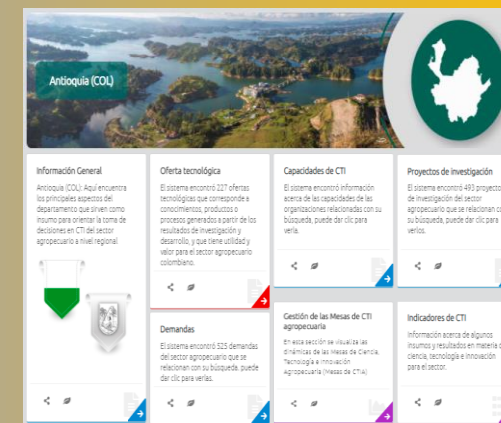 Antioquia (COL)
Información General
Antioquia (COL): Aquí encuentra
los principales aspectos del
departamento que sirven como
insumo para orientar la toma de
decisiones en CTI del sector
agropecuario a nivel regional
Oferta tecnológica
El sistema encontró 227 ofertas
tecnológicas que corresponde a
conocimientos, productos o
procesos generados a partir de los
resultados de investigación y
desarrollo, y que tiene utilidad y
valor para el sector agropecuario
colombiano.
Demandas
El sistema encontró 525 demandas
del sector agropecuario que se
relacionan con su búsqueda, puede
dar clic para verlas.
Capacidades de CTI
El sistema encontró información
acerca de las capacidades de las
organizaciones relacionadas con su
búsqueda, puede dar clic para
verla.
Gestión de las Mesas de CTI
agropecuaria
En esta sección se visualiza las
dinámicas de las Mesas de Ciencia,
Tecnología e Innovación
Agropecuaria (Mesas de CTIA)
Proyectos de investigación
El sistema encontró 493 proyectos
de investigación del sector
agropecuario que se relacionan con
su búsqueda, puede dar clic para
verlos.
Indicadores de CTI
Información acerca de algunos
insumos y resultados en materia de
ciencia, tecnología e innovación
para el sector.